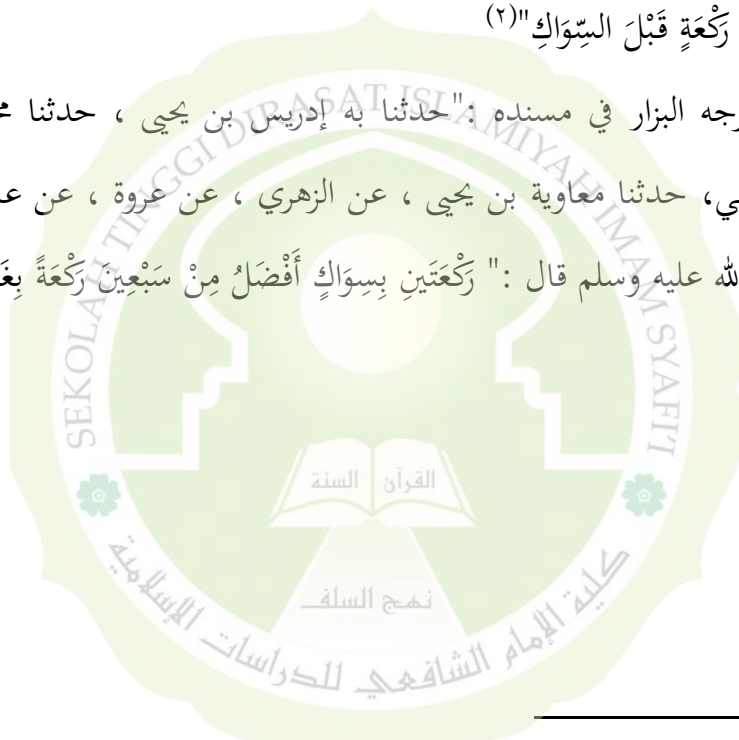 رَكْعَةٍ قَبْلَ السِّوَاكِ"(٢)
رجه البزار في مسنده :"حدثنا به إدريس بن يحيى ، حدثنا
ي، حدثنا معاوية بن يحيى ، عن الزهري ، عن عروة ، عن
لله عليه وسلم قال :" رَكْعَتَينِ بِسِوَاكٍ أَفْضَلُ مِنْ سَبْعِينَ رَكْعَةً
SEKOLAH TINGGI DIRASAT ISLAMIYAH IMAM SYAFI'I
القرآن السنة
نهج السلف
كلية الإمام الشافعي للدراسات الإسلامية